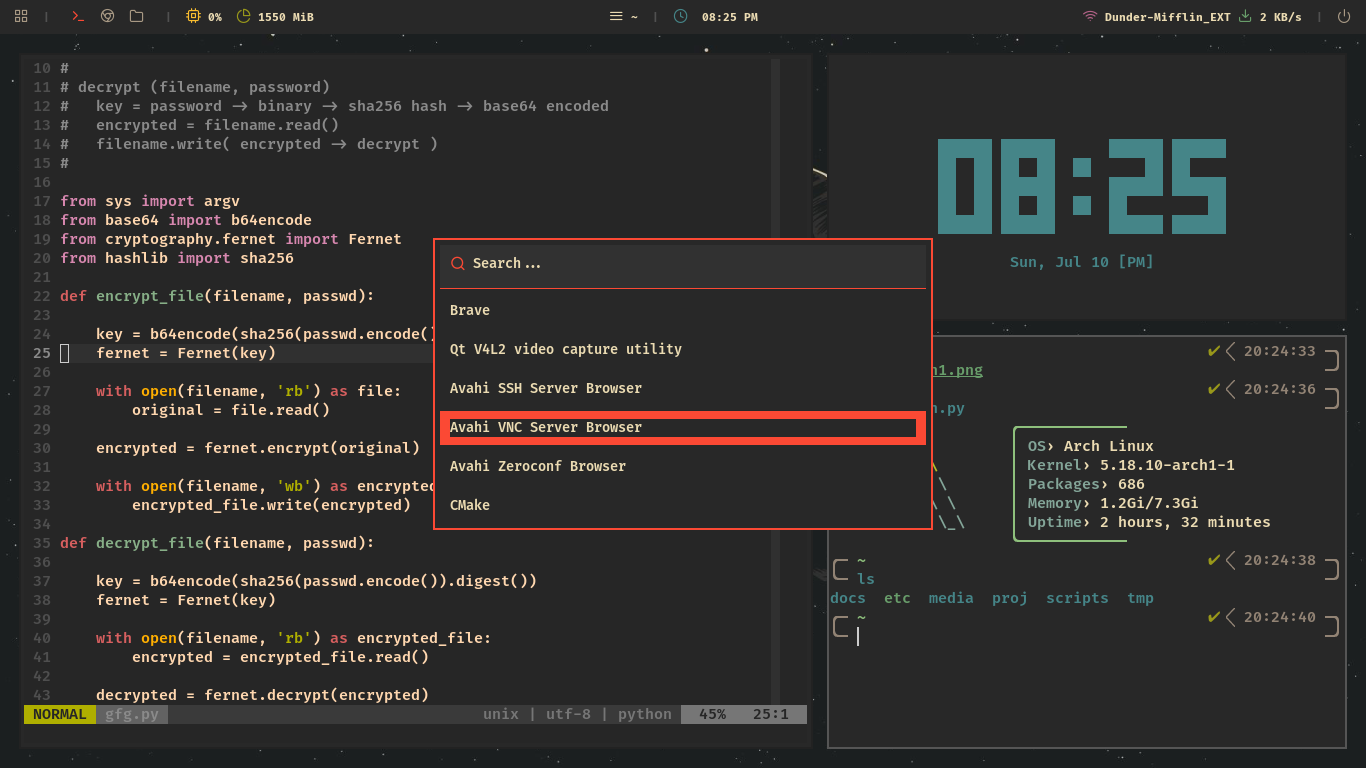 0% 1550 MiB ~ 08:25 PM Dunder-Mifflin_EXT 2 KB/s
10 #
11 # decrypt (filename, password)
12 #   key = password -> binary -> sha256 hash -> base64 encoded
13 #   encrypted = filename.read()
14 #   filename.write( encrypted -> decrypt )
15 #
16
17 from sys import argv
18 from base64 import b64encode
19 from cryptography.fernet import Fernet
20 from hashlib import sha256
21
22 def encrypt_file(filename, passwd):
23
24     key = b64encode(sha256(passwd.encode()
25     fernet = Fernet(key)
26
27     with open(filename, 'rb') as file:
28         original = file.read()
29
30     encrypted = fernet.encrypt(original)
31
32     with open(filename, 'wb') as encrypted
33         encrypted_file.write(encrypted)
34
35 def decrypt_file(filename, passwd):
36
37     key = b64encode(sha256(passwd.encode()).digest())
38     fernet = Fernet(key)
39
40     with open(filename, 'rb') as encrypted_file:
41         encrypted = encrypted_file.read()
42
43     decrypted = fernet.decrypt(encrypted)
NORMAL gfg.py unix | utf-8 | python 45% 25:1
Search...
Brave
Qt V4L2 video capture utility
Avahi SSH Server Browser
Avahi VNC Server Browser
Avahi Zeroconf Browser
CMake
08:25
Sun, Jul 10 [PM]
✔ 20:24:33
1.png
✔ 20:24:36
.py
OS› Arch Linux
Kernel› 5.18.10-arch1-1
Packages› 686
Memory› 1.2Gi/7.3Gi
Uptime› 2 hours, 32 minutes
~ ✔ 20:24:38
ls
docs etc media proj scripts tmp
~ ✔ 20:24:40